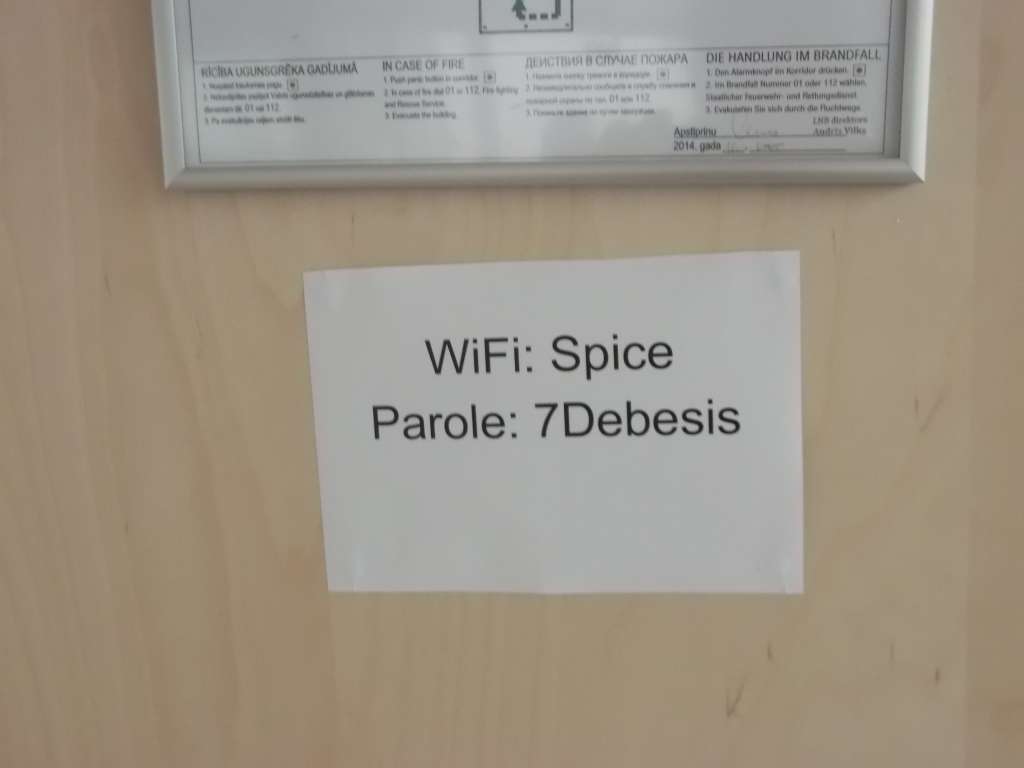 RĪCĪBA UGUNSGRĒKA GADĪJUMĀ
IN CASE OF FIRE
1. Push panic button in corridor.
2. In case of fire dial 01 or 112, Fire fighting
and Rescue Service.
3. Evacuate the building.
ДЕЙСТВИЯ В СЛУЧАЕ ПОЖАРА
DIE HANDLUNG IM BRANDFALL
1. Den Alarmknopf im Korridor drücken.
2. Im Brandfall Nummer 01 oder 112 wählen,
Staatlicher Feuerwehr- und Rettungsdienst.
3. Evakuieren Sie sich durch die Fluchtwege.
LNB direktors
Apstiprinu
Andris Vilks
2014. gada
WiFi: Spice
Parole: 7Debesis